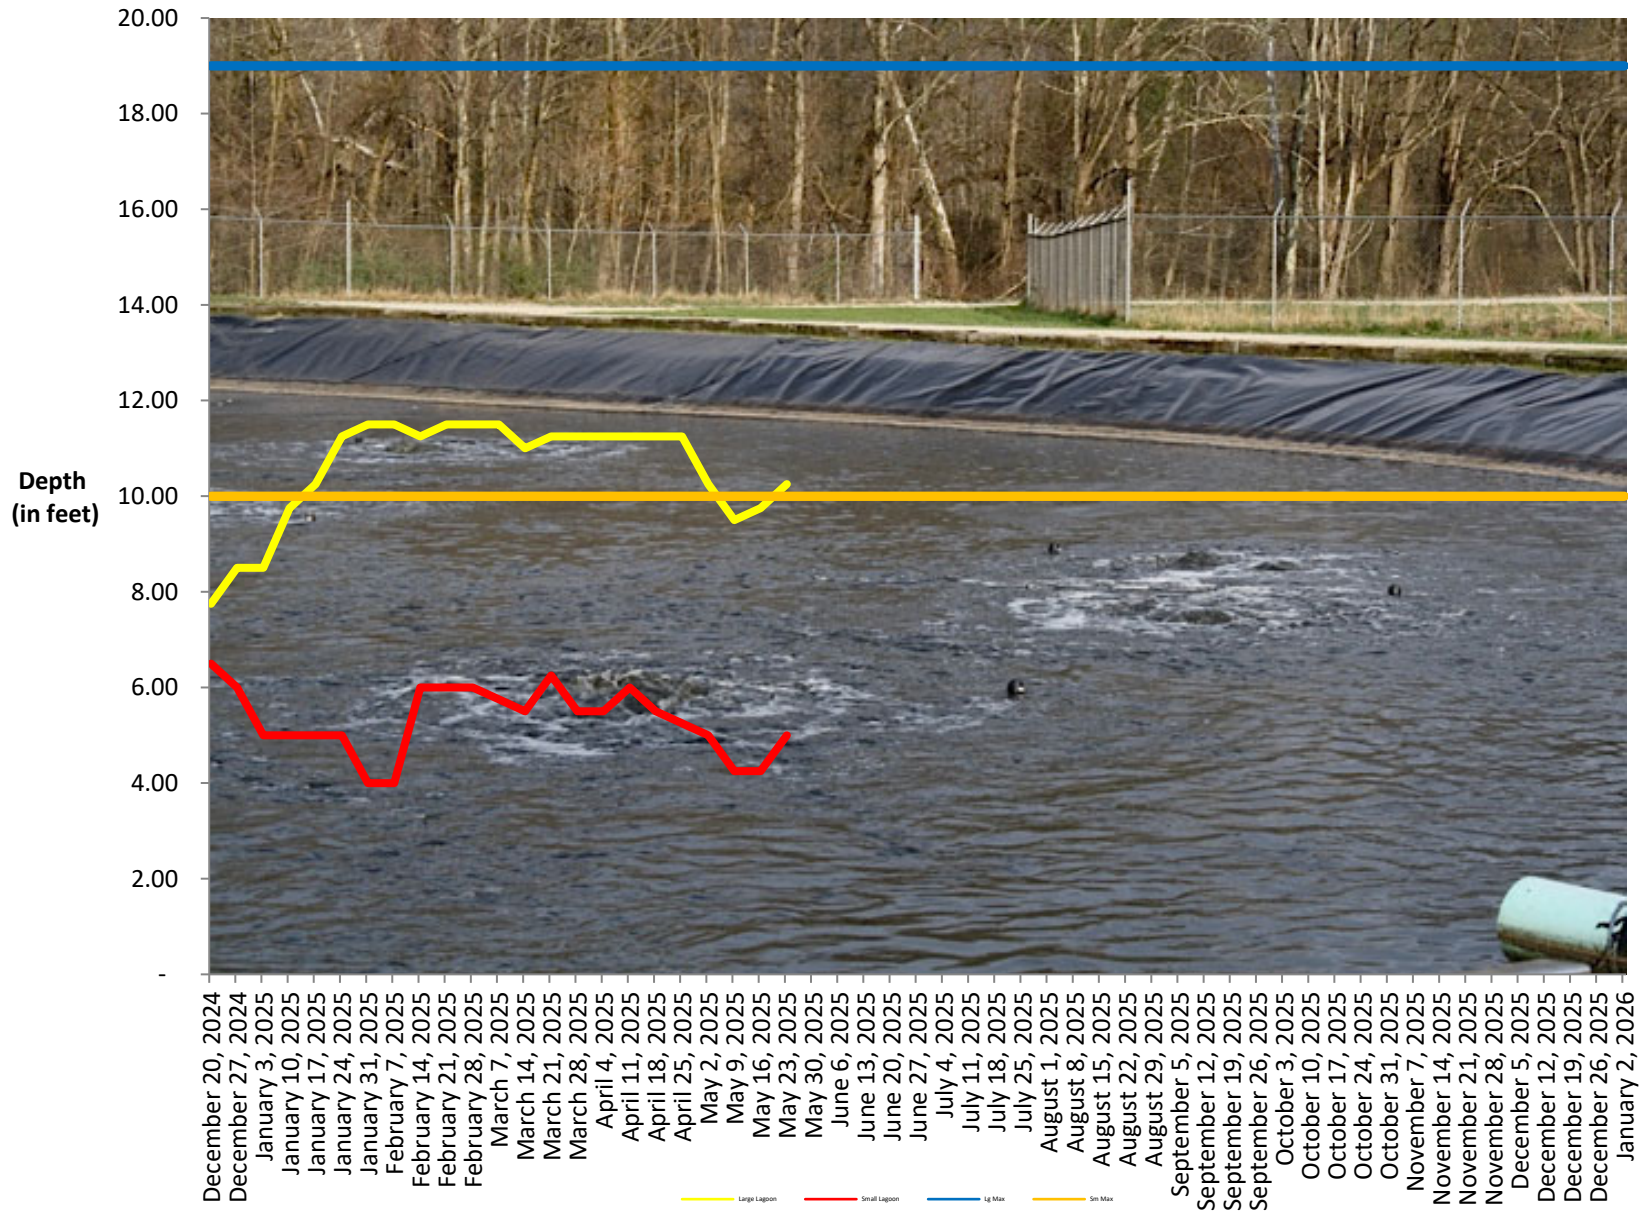 20.00
18.00
16.00
14.00
12.00
10.00
8.00
6.00
4.00
2.00
-
Depth
(in feet)
December 20, 2024
December 27, 2024
January 3, 2025
January 10, 2025
January 17, 2025
January 24, 2025
January 31, 2025
February 7, 2025
February 14, 2025
February 21, 2025
February 28, 2025
March 7, 2025
March 14, 2025
March 21, 2025
March 28, 2025
April 4, 2025
April 11, 2025
April 18, 2025
April 25, 2025
May 2, 2025
May 9, 2025
May 16, 2025
May 23, 2025
May 30, 2025
June 6, 2025
June 13, 2025
June 20, 2025
June 27, 2025
July 4, 2025
July 11, 2025
July 18, 2025
July 25, 2025
August 1, 2025
August 8, 2025
August 15, 2025
August 22, 2025
August 29, 2025
September 5, 2025
September 12, 2025
September 19, 2025
September 26, 2025
October 3, 2025
October 10, 2025
October 17, 2025
October 24, 2025
October 31, 2025
November 7, 2025
November 14, 2025
November 21, 2025
November 28, 2025
December 5, 2025
December 12, 2025
December 19, 2025
December 26, 2025
January 2, 2026
Large Lagoon
Small Lagoon
Lg Max
Sm Max